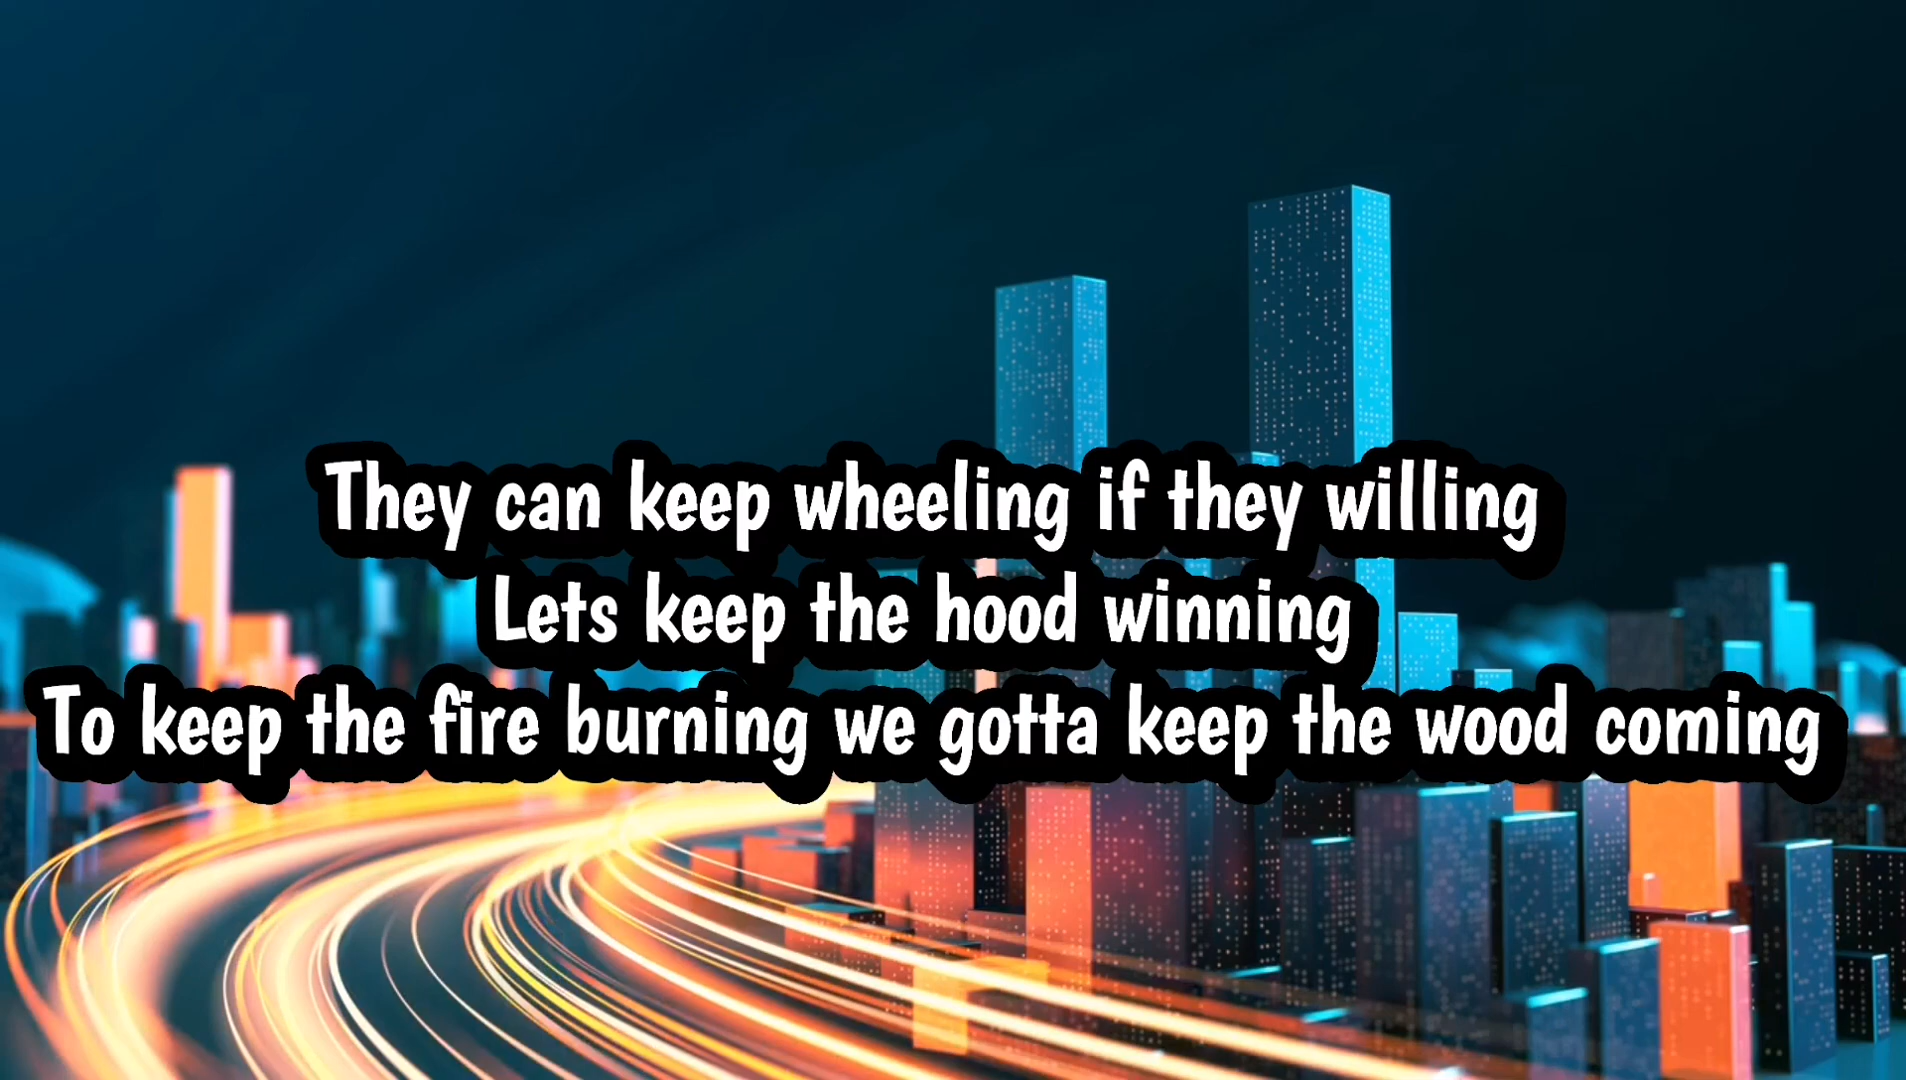 They can keep wheeling if they willing
Lets keep the hood winning
To keep the fire burning we gotta keep the wood coming